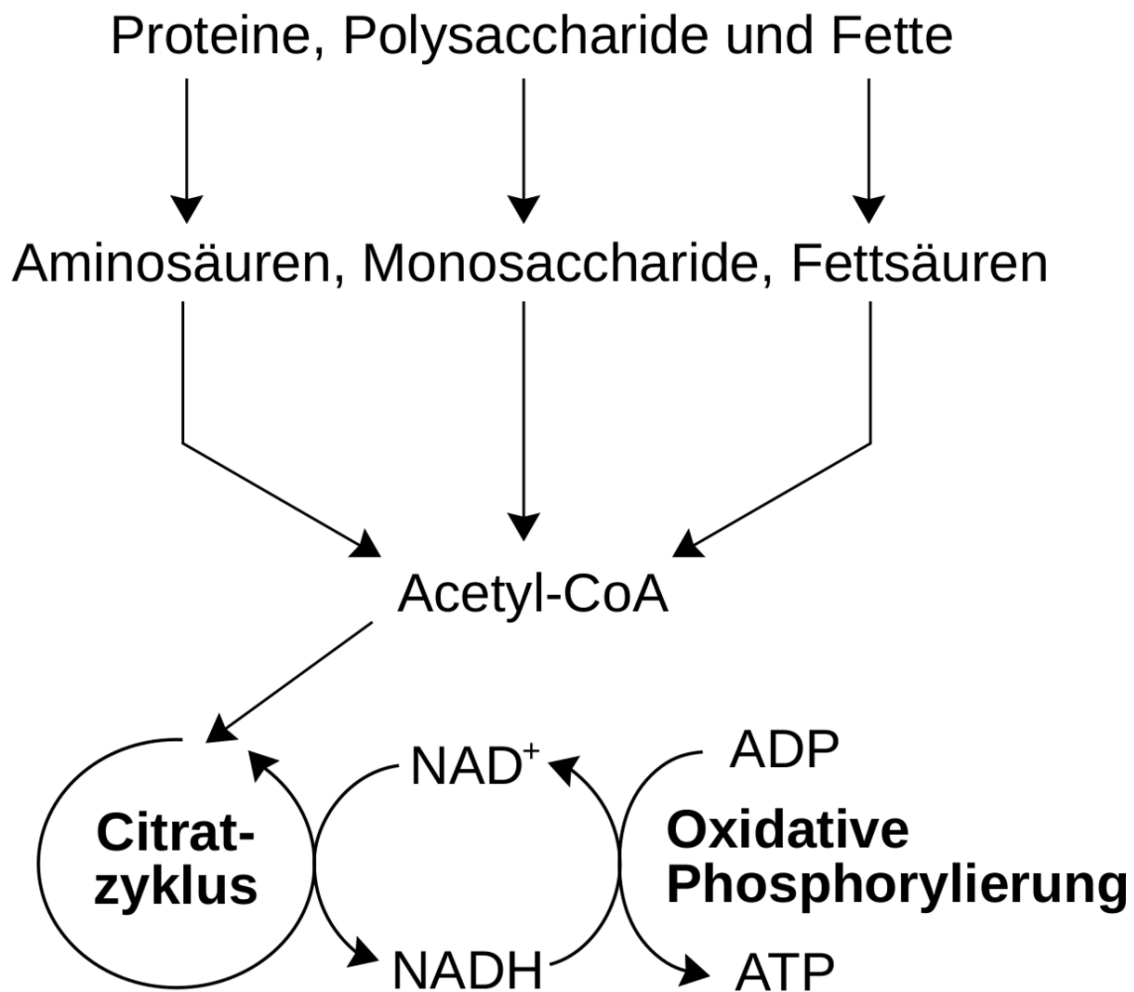 Proteine, Polysaccharide und Fette
Aminosäuren, Monosaccharide, Fettsäuren
Acetyl-CoA
Citrat-
zyklus
NAD⁺
NADH
ADP
Oxidative
Phosphorylierung
ATP